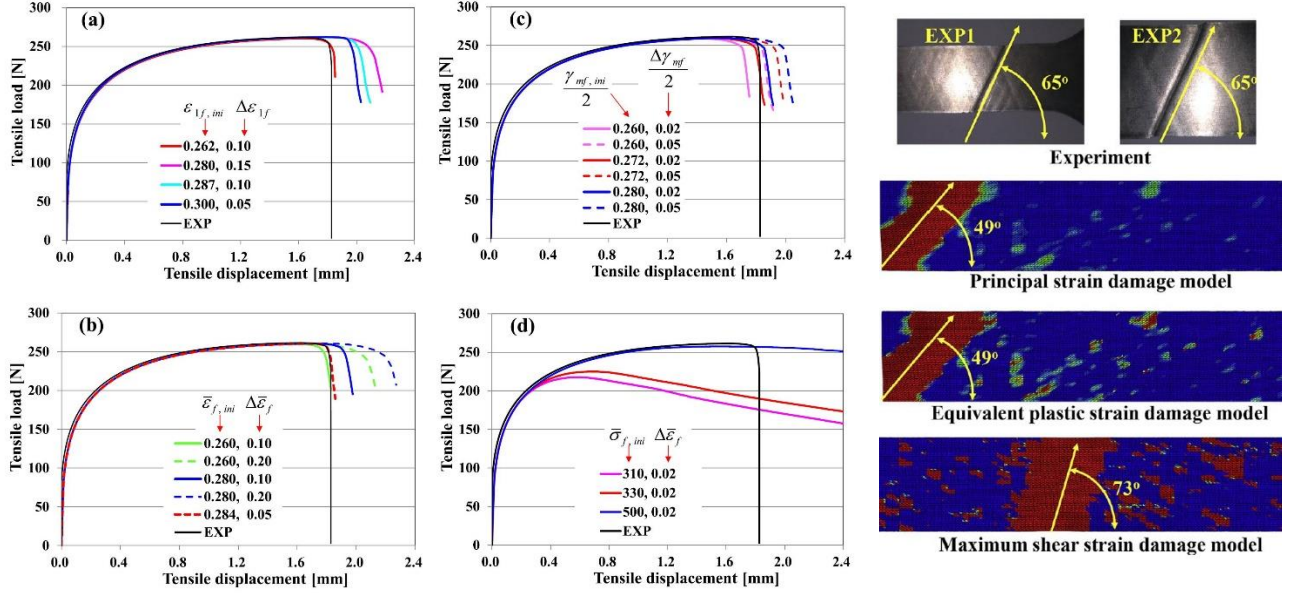 (a)
300
250
200
150
100
50
0
Tensile load [N]
ε1f, ini Δε1f
0.262, 0.10
0.280, 0.15
0.287, 0.10
0.300, 0.05
EXP
0.0 0.4 0.8 1.2 1.6 2.0 2.4
Tensile displacement [mm]
(c)
300
250
200
150
100
50
0
Tensile load [N]
γmf, ini Δγmf
2 2
0.260, 0.02
0.260, 0.05
0.272, 0.02
0.272, 0.05
0.280, 0.02
0.280, 0.05
EXP
0.0 0.4 0.8 1.2 1.6 2.0 2.4
Tensile displacement [mm]
(b)
300
250
200
150
100
50
0
Tensile load [N]
ε̄f, ini Δε̄f
0.260, 0.10
0.260, 0.20
0.280, 0.10
0.280, 0.20
0.284, 0.05
EXP
0.0 0.4 0.8 1.2 1.6 2.0 2.4
Tensile displacement [mm]
(d)
300
250
200
150
100
50
0
Tensile load [N]
σ̄f, ini Δε̄f
310, 0.02
330, 0.02
500, 0.02
EXP
0.0 0.4 0.8 1.2 1.6 2.0 2.4
Tensile displacement [mm]
EXP1
65o
EXP2
65o
Experiment
49o
Principal strain damage model
49o
Equivalent plastic strain damage model
73o
Maximum shear strain damage model